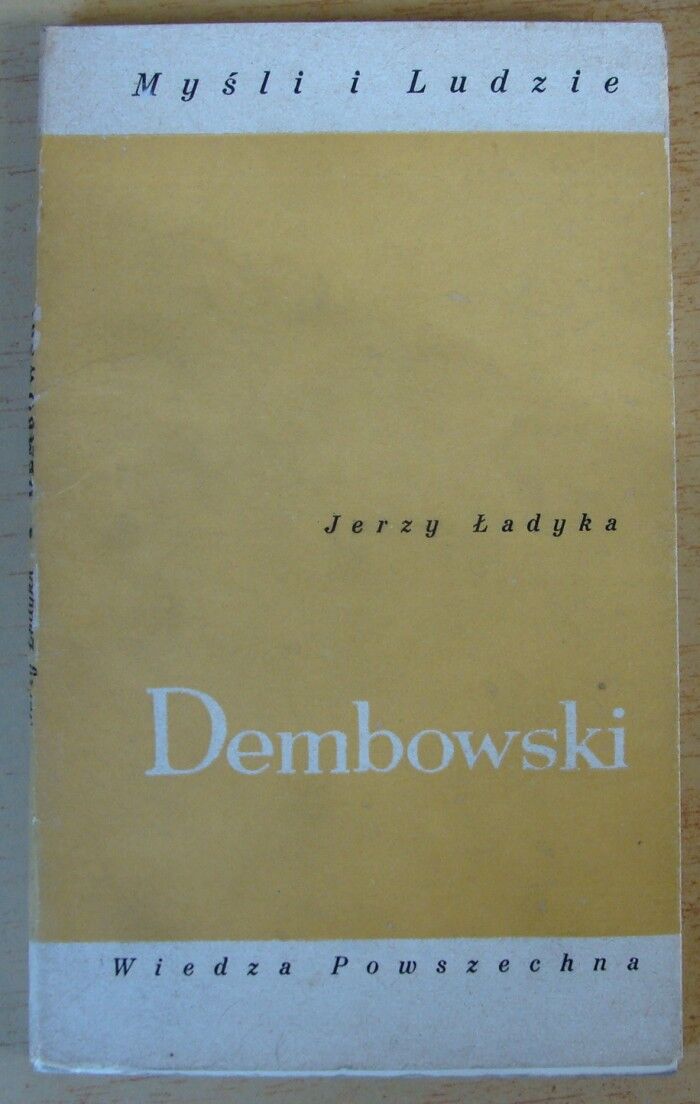 Myśli i Ludzie
Jerzy Ładyka
Dembowski
Wiedza Powszechna